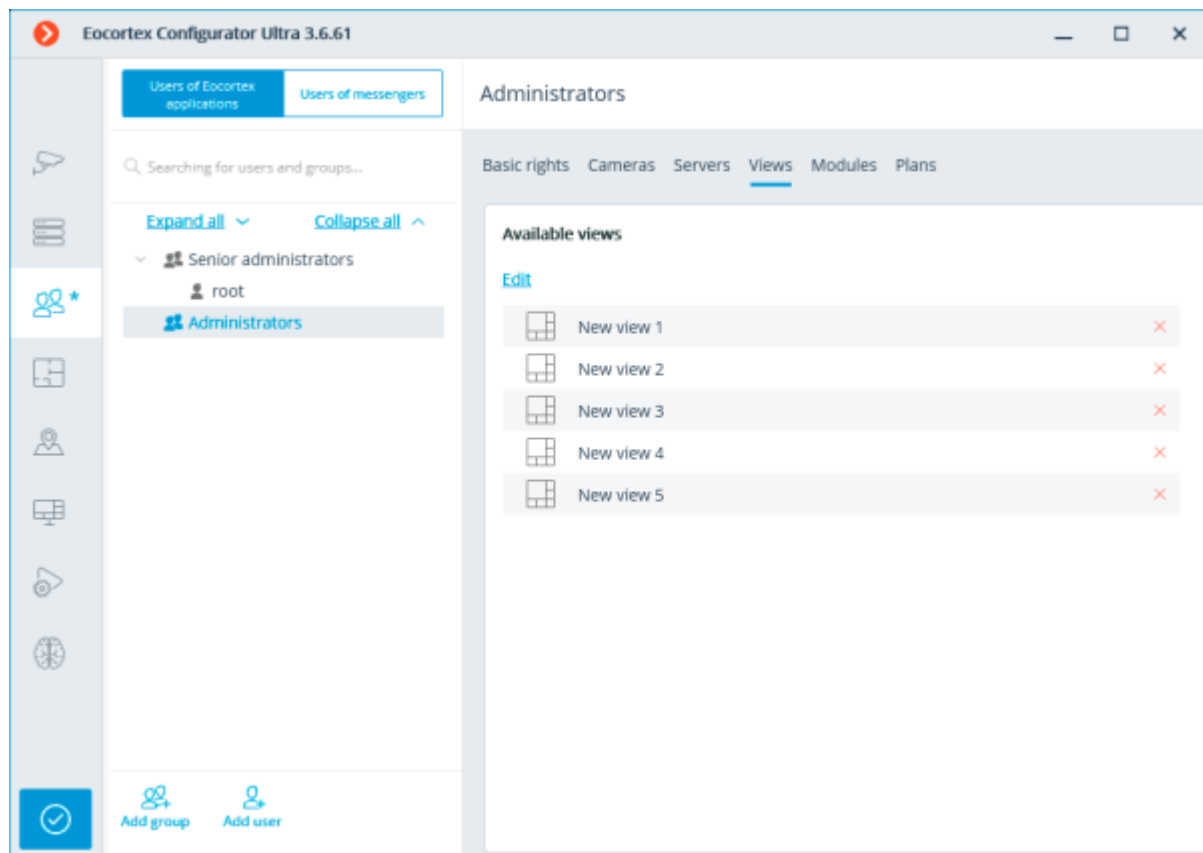 Eocortex Configurator Ultra 3.6.61
Users of Eocortex
applications
Users of messengers
Searching for users and groups...
Expand all
Collapse all
Senior administrators
root
Administrators
Add group
Add user
Administrators
Basic rights Cameras Servers Views Modules Plans
Available views
Edit
New view 1
New view 2
New view 3
New view 4
New view 5